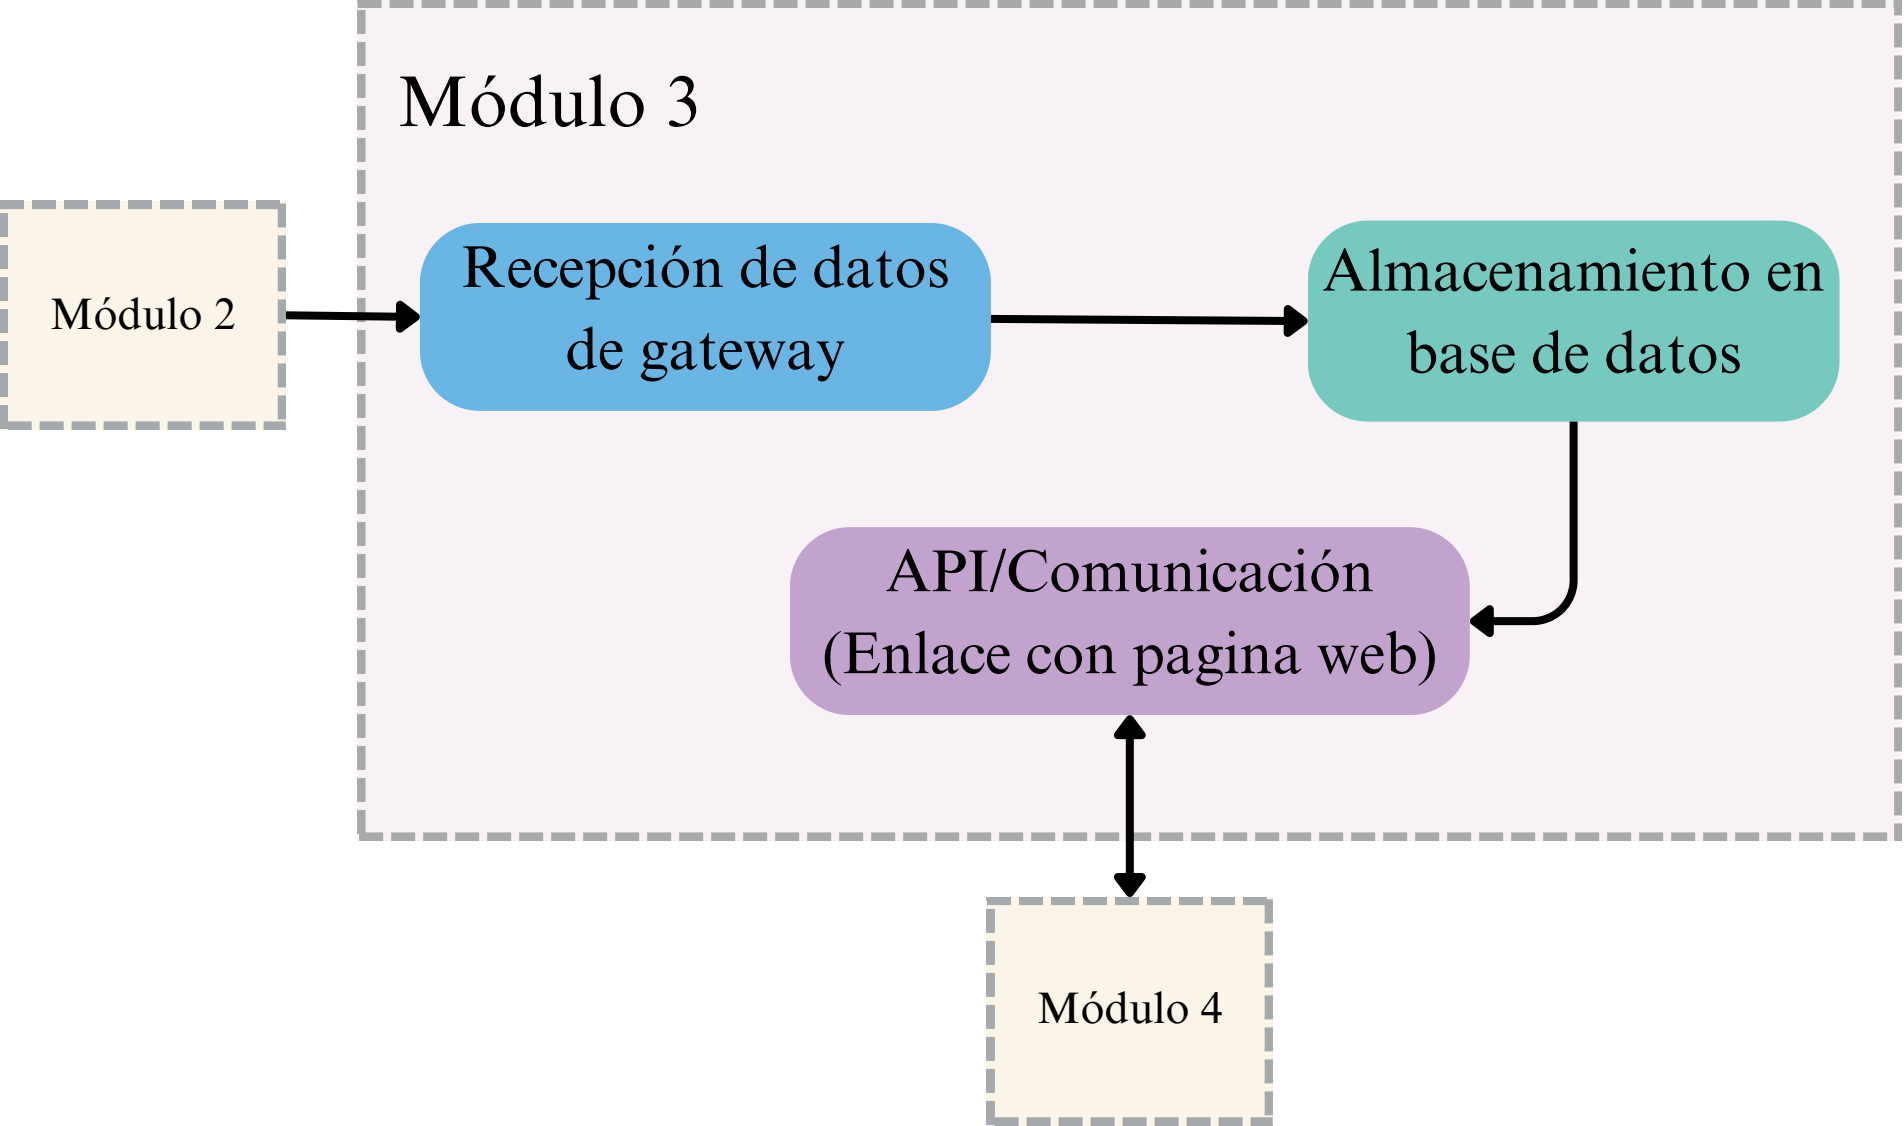 Módulo 3
Módulo 2
Recepción de datos
de gateway
Almacenamiento en
base de datos
API/Comunicación
(Enlace con pagina web)
Módulo 4